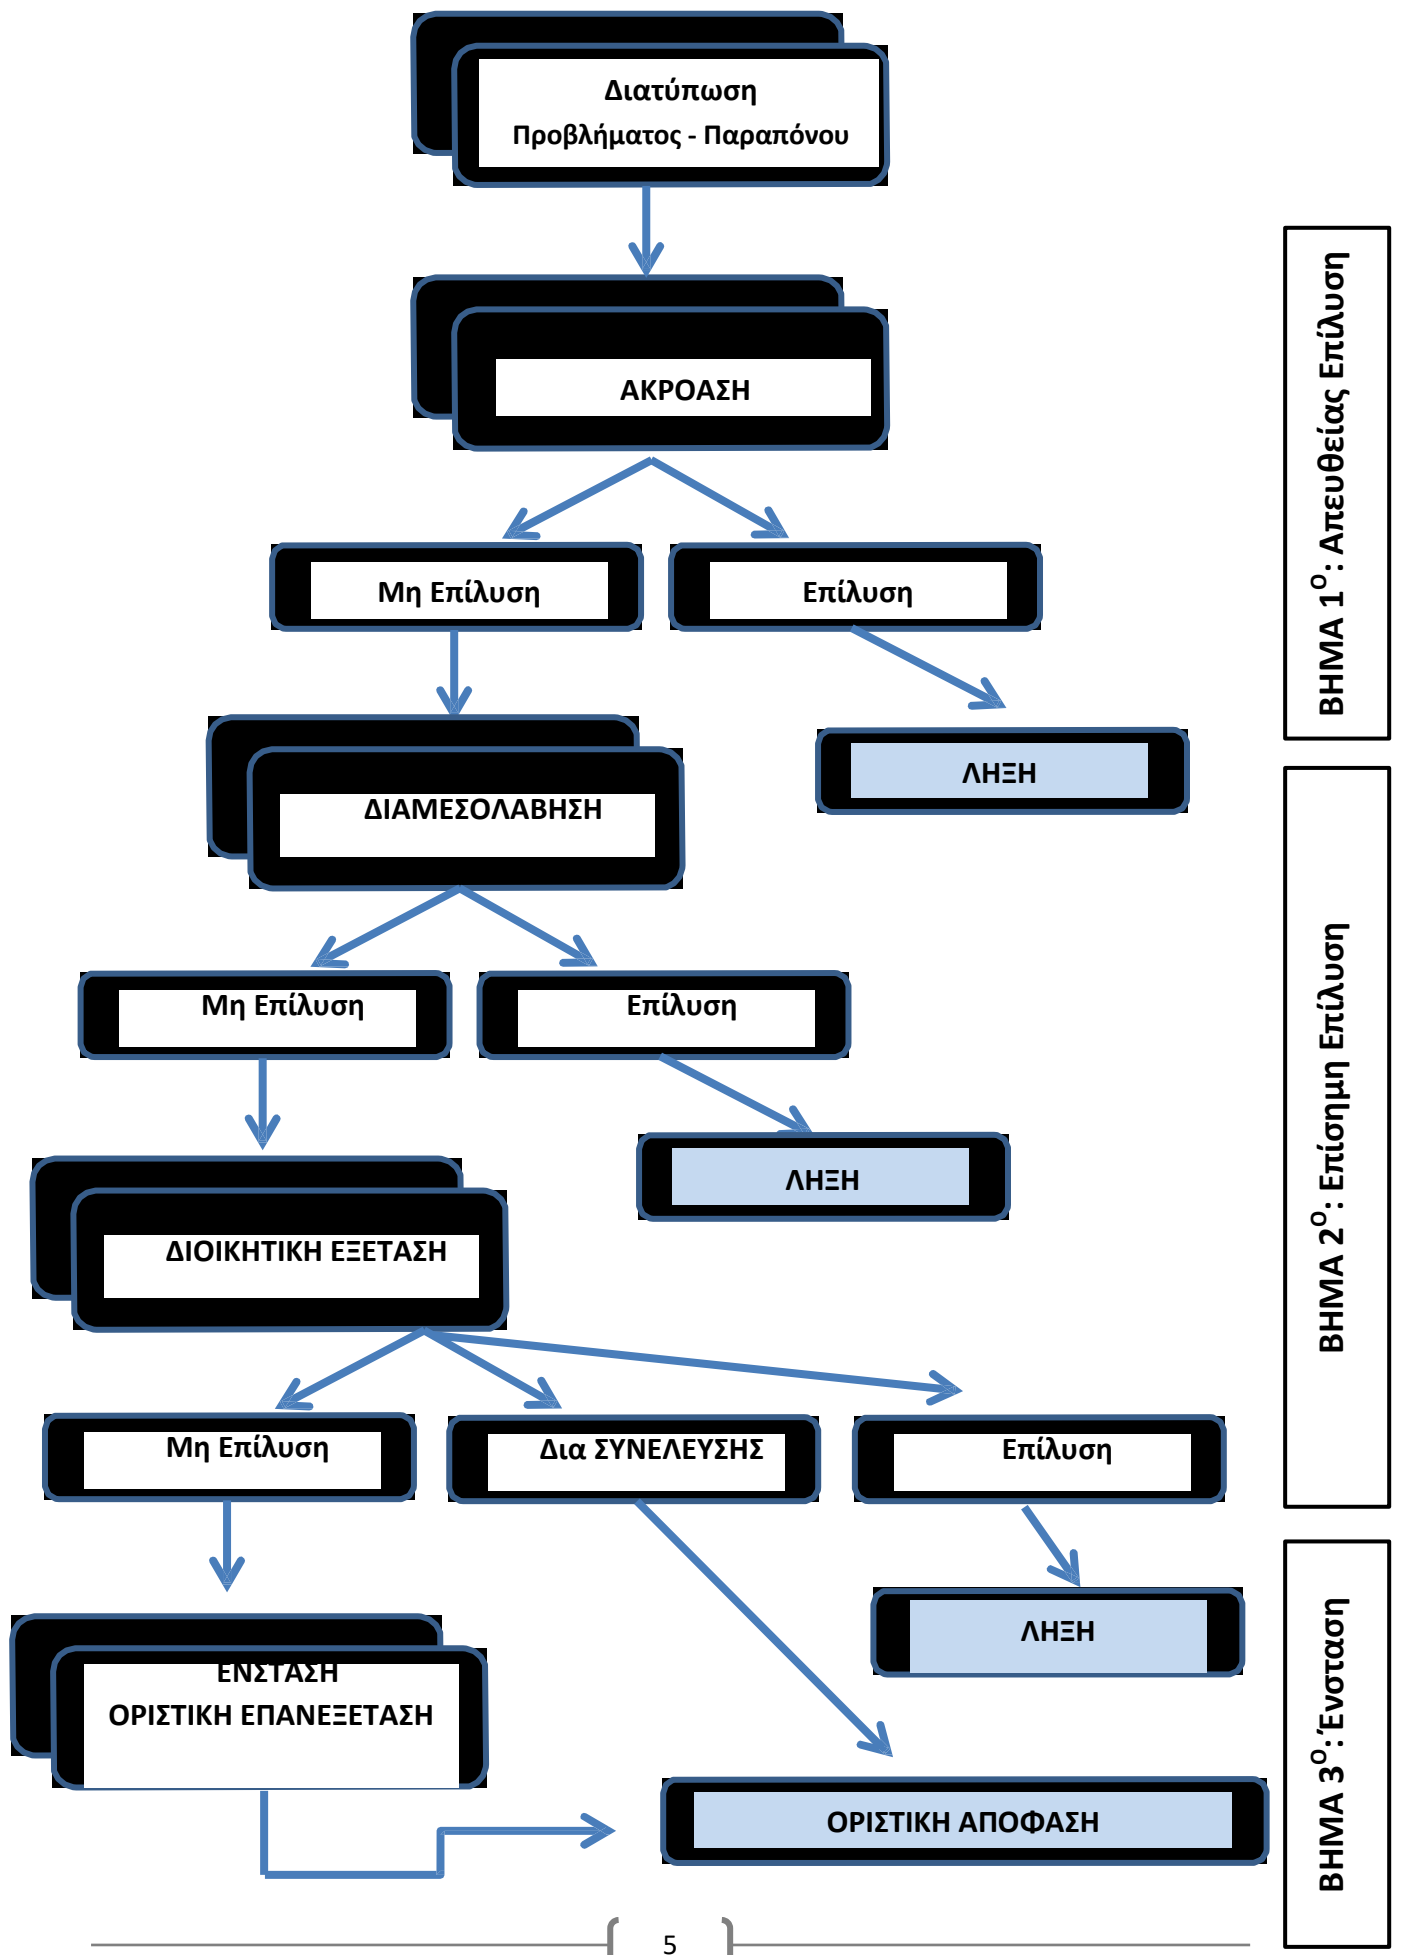 Διατύπωση
Προβλήματος - Παραπόνου
ΑΚΡΟΑΣΗ
Μη Επίλυση
Επίλυση
ΛΗΞΗ
ΔΙΑΜΕΣΟΛΑΒΗΣΗ
Μη Επίλυση
Επίλυση
ΛΗΞΗ
ΔΙΟΙΚΗΤΙΚΗ ΕΞΕΤΑΣΗ
Μη Επίλυση
Δια ΣΥΝΕΛΕΥΣΗΣ
Επίλυση
ΛΗΞΗ
ΕΝΣΤΑΣΗ
ΟΡΙΣΤΙΚΗ ΕΠΑΝΕΞΕΤΑΣΗ
ΟΡΙΣΤΙΚΗ ΑΠΟΦΑΣΗ
ΒΗΜΑ 1Ο: Απευθείας Επίλυση
ΒΗΜΑ 2Ο: Επίσημη Επίλυση
ΒΗΜΑ 3Ο: Ένσταση
5